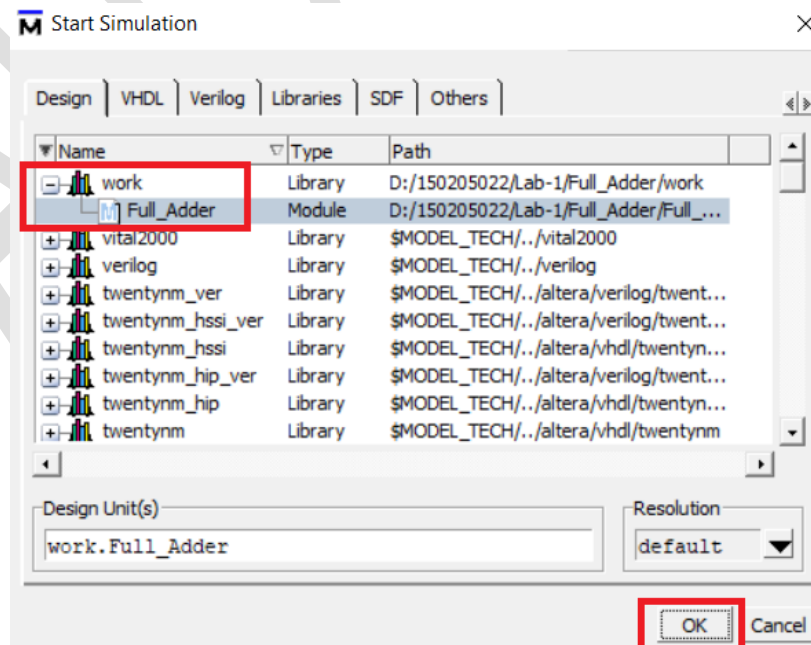 Start Simulation
Design VHDL Verilog Libraries SDF Others
Name Type Path
work Library D:/150205022/Lab-1/Full_Adder/work
Full_Adder Module D:/150205022/Lab-1/Full_Adder/Full_...
vital2000 Library $MODEL_TECH/../vital2000
verilog Library $MODEL_TECH/../verilog
twentynm_ver Library $MODEL_TECH/../altera/verilog/twent...
twentynm_hssi_ver Library $MODEL_TECH/../altera/verilog/twent...
twentynm_hssi Library $MODEL_TECH/../altera/vhdl/twentyn...
twentynm_hip_ver Library $MODEL_TECH/../altera/verilog/twent...
twentynm_hip Library $MODEL_TECH/../altera/vhdl/twentyn...
twentynm Library $MODEL_TECH/../altera/vhdl/twentynm
Design Unit(s) Resolution
work.Full_Adder default
OK Cancel